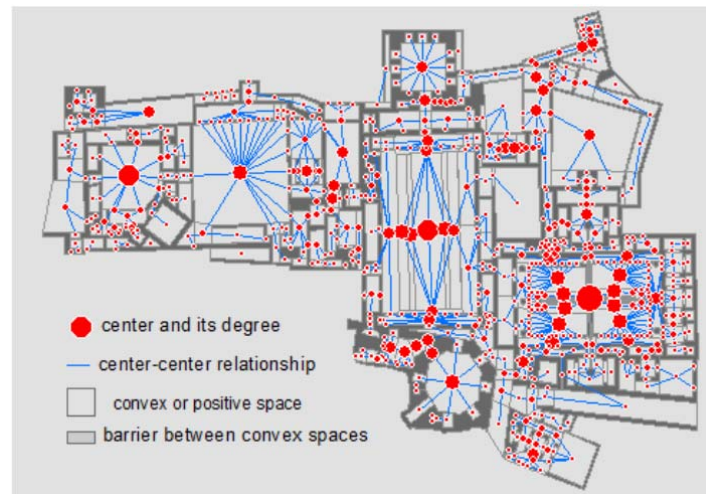 center and its degree
center-center relationship
convex or positive space
barrier between convex spaces